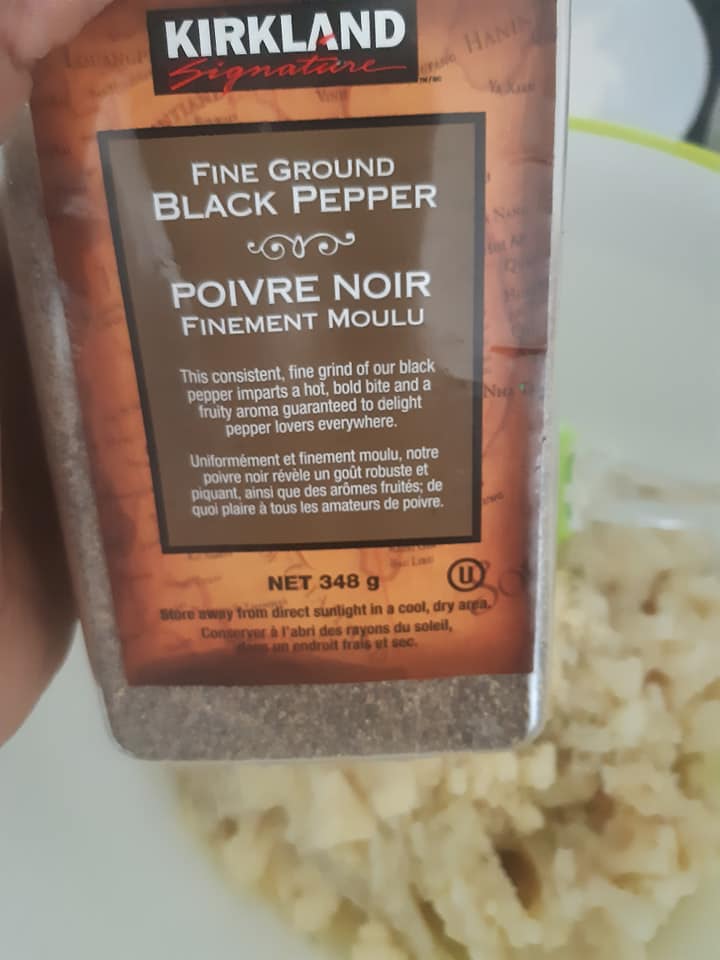 KIRKLAND
Signature
TM/MC
HANIN
FINE GROUND
BLACK PEPPER
POIVRE NOIR
FINEMENT MOULU
This consistent, fine grind of our black
pepper imparts a hot, bold bite and a
fruity aroma guaranteed to delight
pepper lovers everywhere.
Uniformément et finement moulu, notre
poivre noir révèle un goût robuste et
piquant, ainsi que des arômes fruités; de
quoi plaire à tous les amateurs de poivre.
NET 348 g
U
Store away from direct sunlight in a cool, dry area.
Conserver à l'abri des rayons du soleil,
dans un endroit frais et sec.